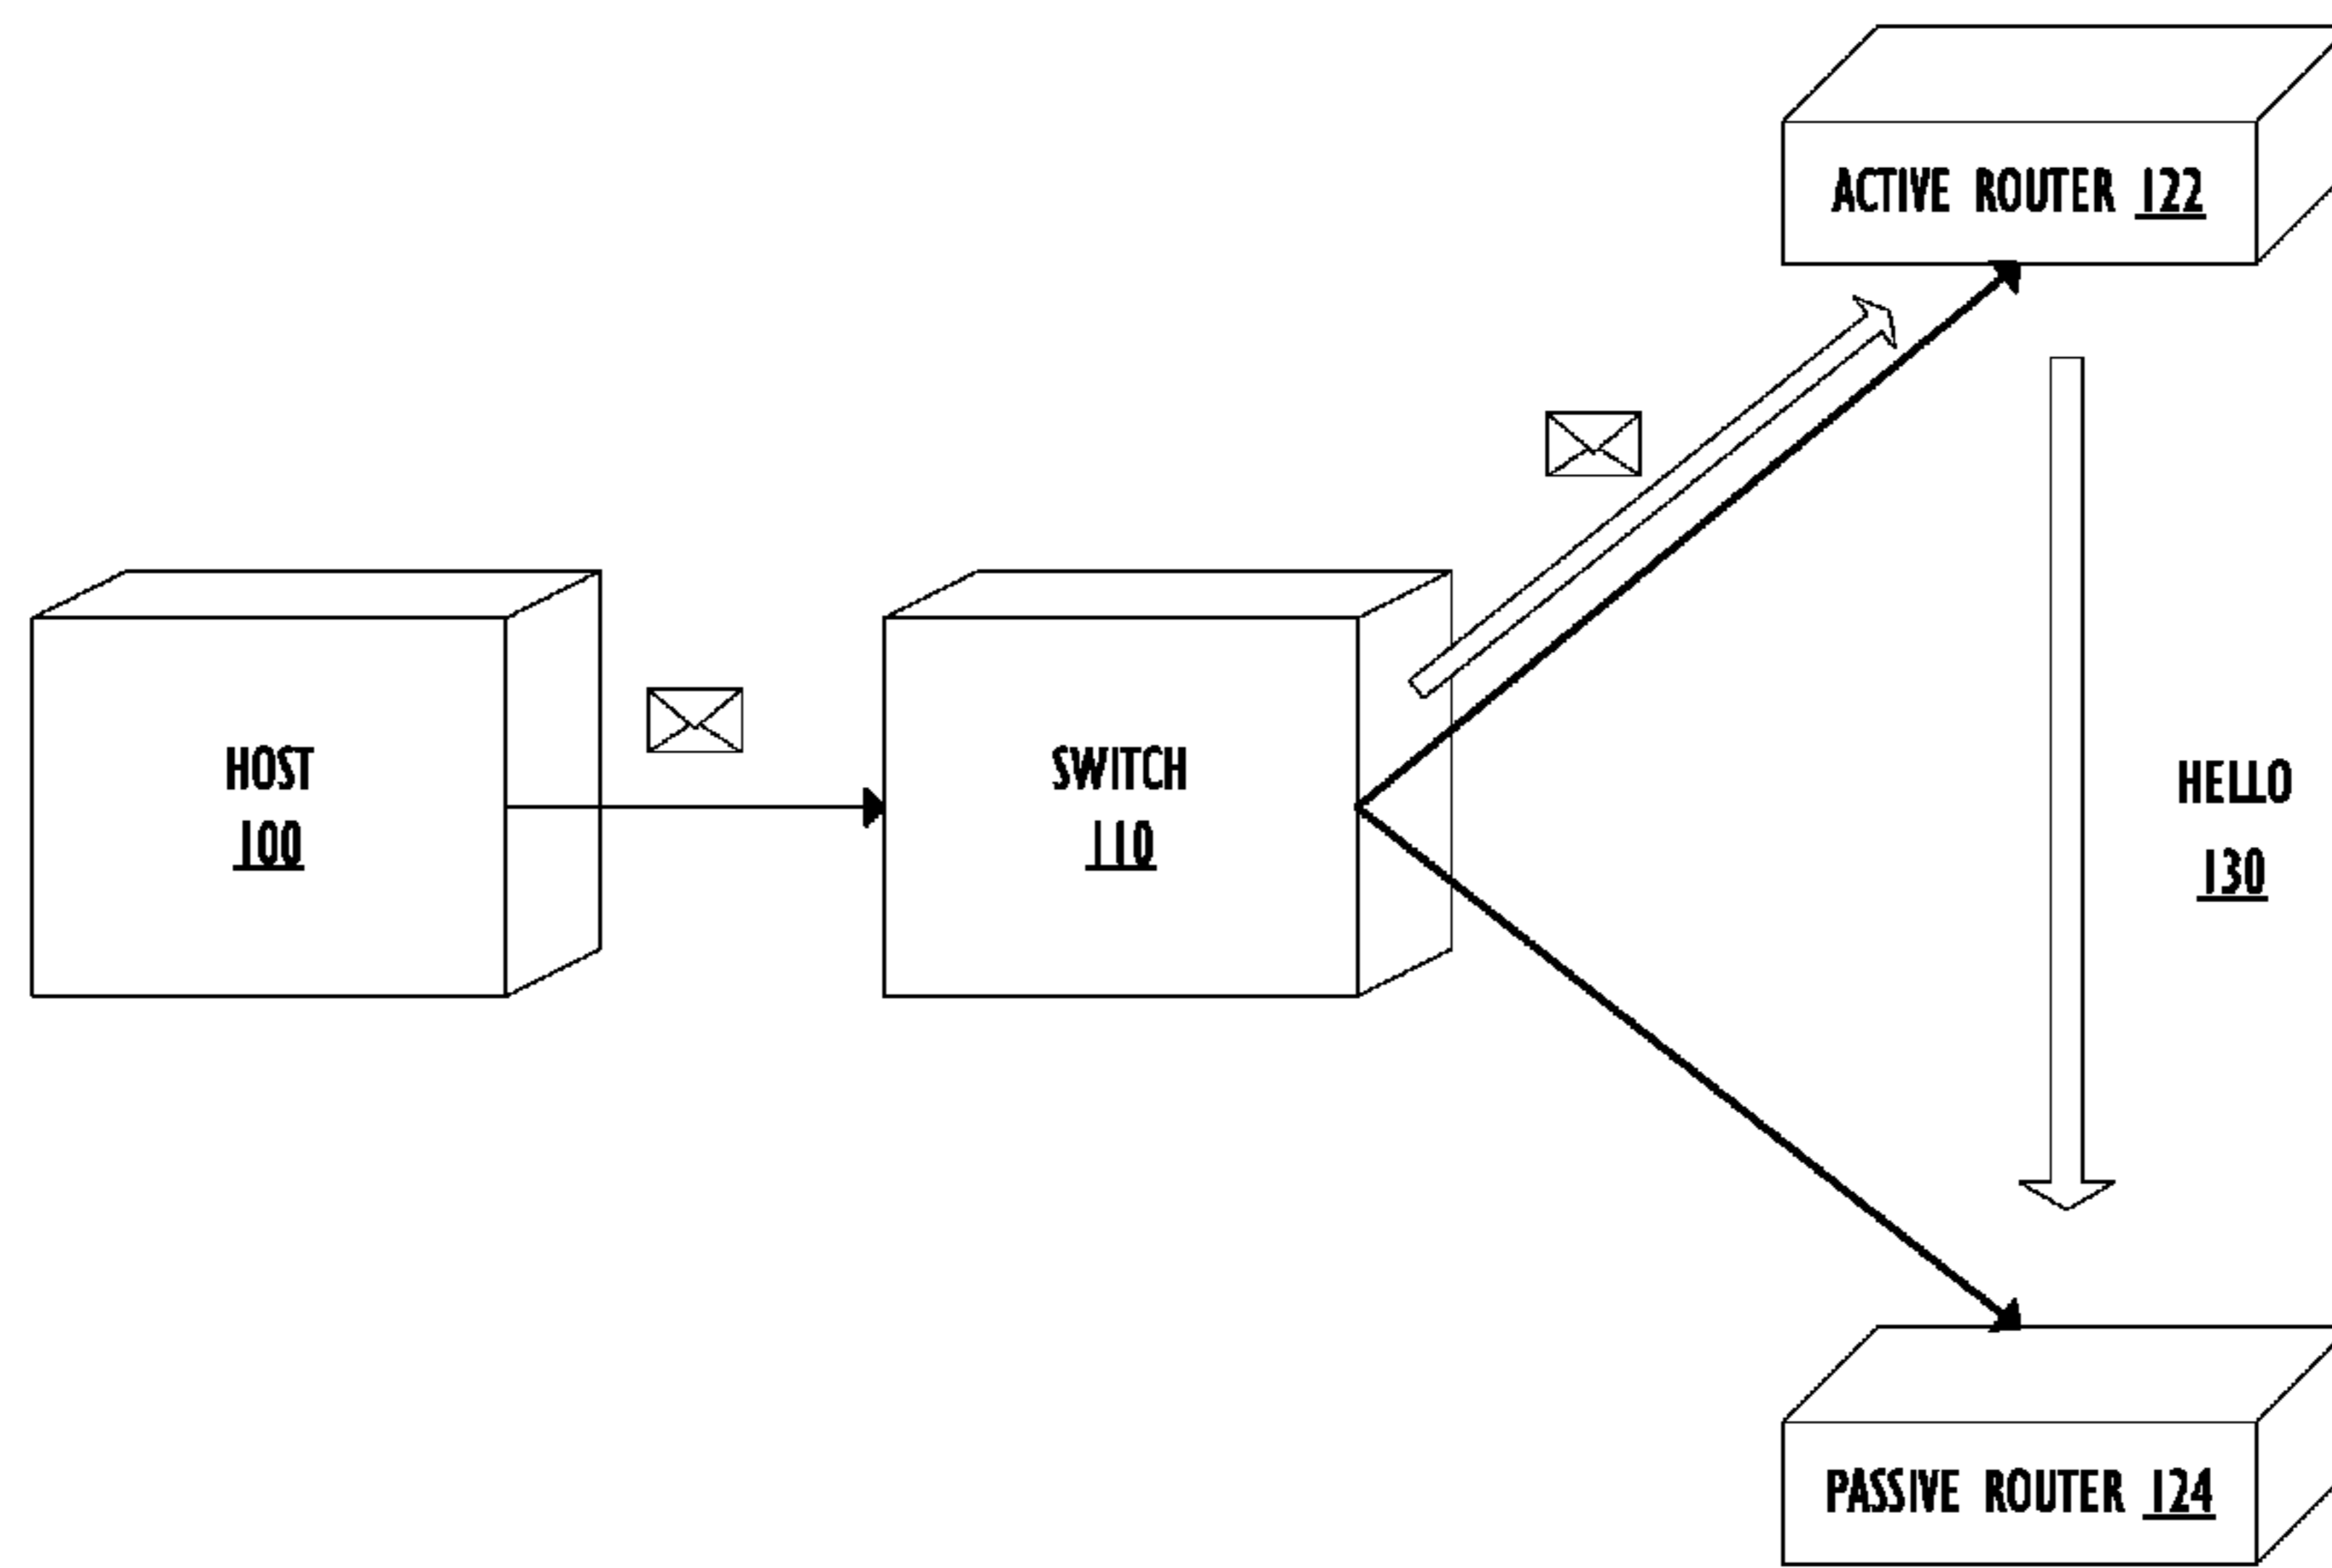 ACTIVE ROUTER 122
HOST
100
SWITCH
110
HELLO
130
PASSIVE ROUTER 124